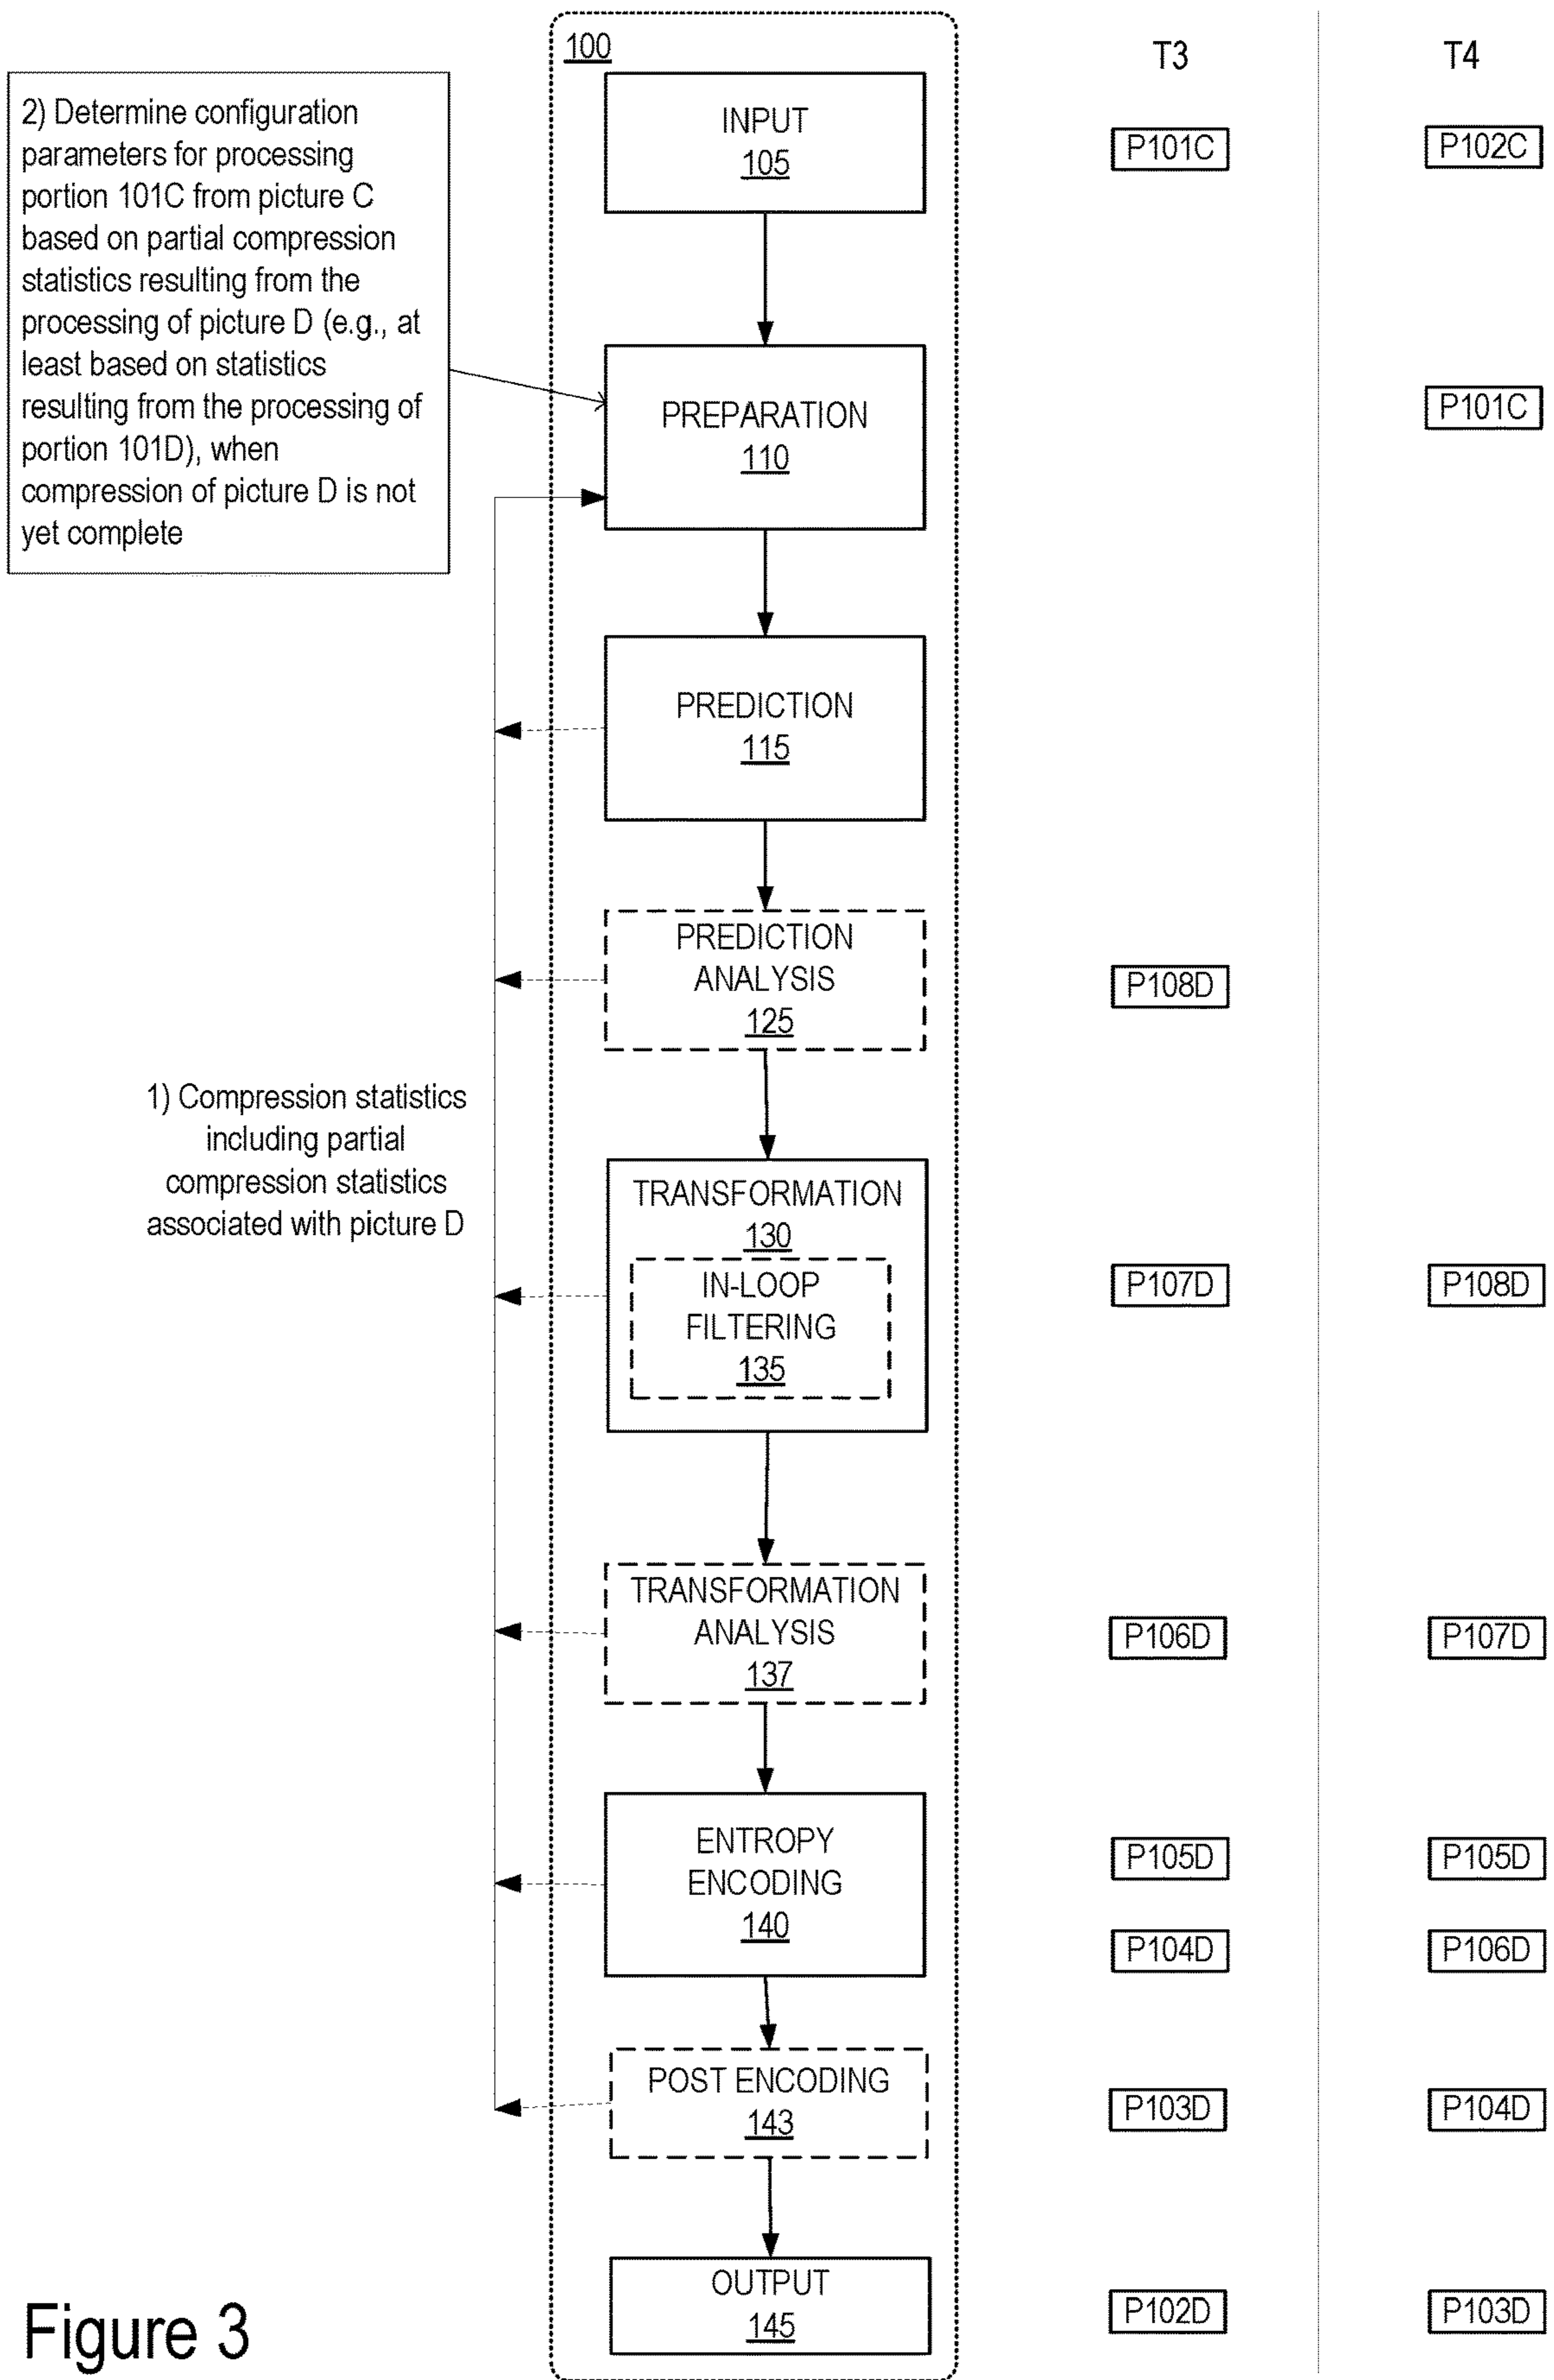 100
T3
T4
2) Determine configuration
parameters for processing
portion 101C from picture C
based on partial compression
statistics resulting from the
processing of picture D (e.g., at
least based on statistics
resulting from the processing of
portion 101D), when
compression of picture D is not
yet complete
INPUT
105
P101C
P102C
PREPARATION
110
P101C
PREDICTION
115
PREDICTION
ANALYSIS
125
P108D
1) Compression statistics
including partial
compression statistics
associated with picture D
TRANSFORMATION
130
IN-LOOP
FILTERING
135
P107D
P108D
TRANSFORMATION
ANALYSIS
137
P106D
P107D
ENTROPY
ENCODING
140
P105D
P105D
P104D
P106D
POST ENCODING
143
P103D
P104D
OUTPUT
145
P102D
P103D
Figure 3